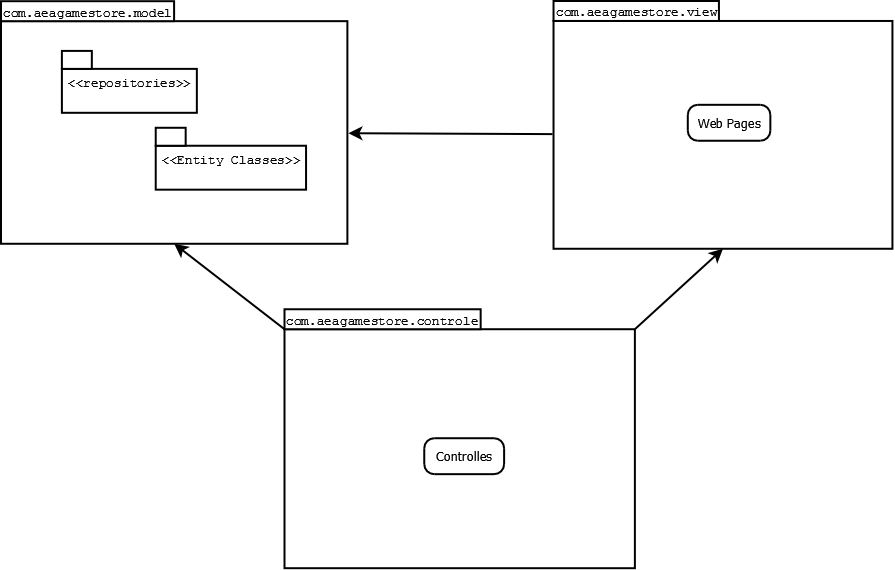 com.aeagamestore.model
<<repositories>>
<<Entity Classes>>
com.aeagamestore.view
Web Pages
com.aeagamestore.controle
Controlles